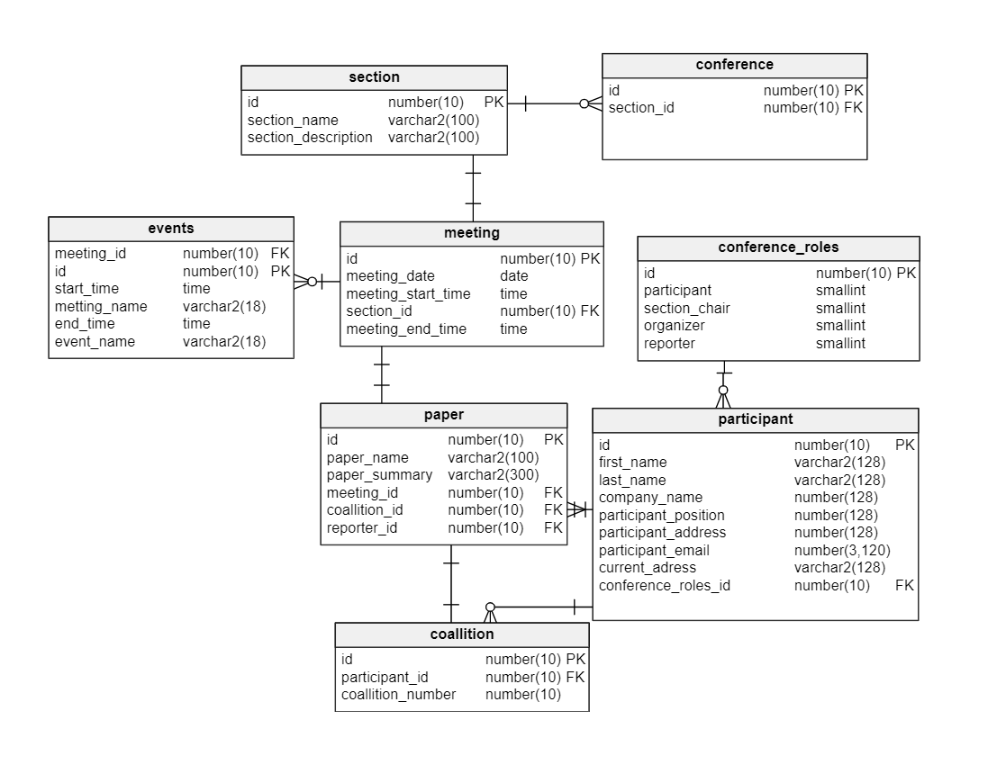 section
id number(10) PK
section_name varchar2(100)
section_description varchar2(100)
conference
id number(10) PK
section_id number(10) FK
events
meeting_id number(10) FK
id number(10) PK
start_time time
metting_name varchar2(18)
end_time time
event_name varchar2(18)
meeting
id number(10) PK
meeting_date date
meeting_start_time time
section_id number(10) FK
meeting_end_time time
conference_roles
id number(10) PK
participant smallint
section_chair smallint
organizer smallint
reporter smallint
paper
id number(10) PK
paper_name varchar2(100)
paper_summary varchar2(300)
meeting_id number(10) FK
coallition_id number(10) FK
reporter_id number(10) FK
participant
id number(10) PK
first_name varchar2(128)
last_name varchar2(128)
company_name number(128)
participant_position number(128)
participant_address number(128)
participant_email number(3,120)
current_adress varchar2(128)
conference_roles_id number(10) FK
coallition
id number(10) PK
participant_id number(10) FK
coallition_number number(10)